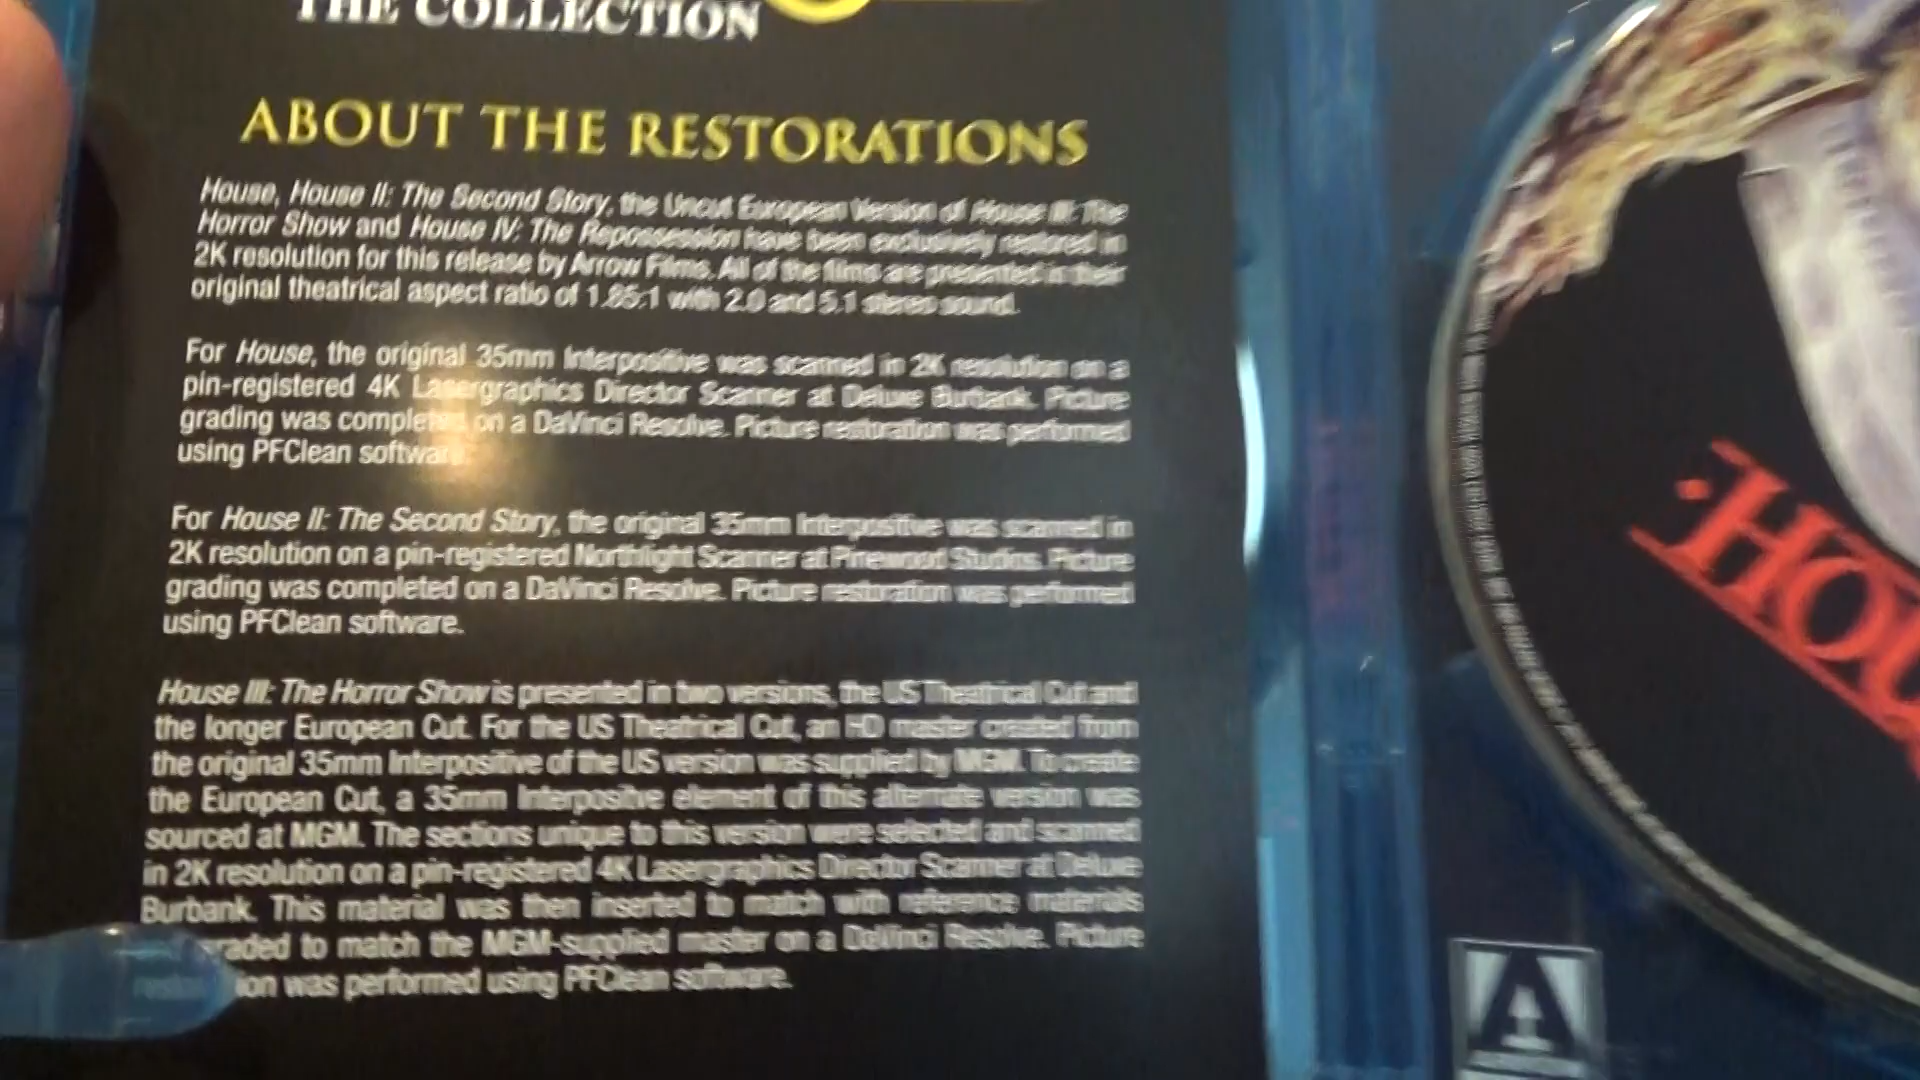 THE COLLECTION
ABOUT THE RESTORATIONS
House, House II: The Second Story, the Uncut European Version of House III: The
Horror Show and House IV: The Repossession have been exclusively restored in
2K resolution for this release by Arrow Films. All of the films are presented in their
original theatrical aspect ratio of 1.85:1 with 2.0 and 5.1 stereo sound.
For House, the original 35mm Interpositive was scanned in 2K resolution on a
pin-registered 4K Lasergraphics Director Scanner at Deluxe Burbank. Picture
grading was completed on a DaVinci Resolve. Picture restoration was performed
using PFClean software.
For House II: The Second Story, the original 35mm Interpositive was scanned in
2K resolution on a pin-registered Northlight Scanner at Pinewood Studios. Picture
grading was completed on a DaVinci Resolve. Picture restoration was performed
using PFClean software.
House III: The Horror Show is presented in two versions, the US Theatrical Cut and
the longer European Cut. For the US Theatrical Cut, an HD master created from
the original 35mm Interpositive of the US version was supplied by MGM. To create
the European Cut, a 35mm Interpositve element of this alternate version was
sourced at MGM. The sections unique to this version were selected and scanned
in 2K resolution on a pin-registered 4K Lasergraphics Director Scanner at Deluxe
Burbank. This material was then inserted to match with reference materials
raded to match the MGM-supplied master on a DaVinci Resolve. Picture
ion was performed using PFClean software.
HOU
A